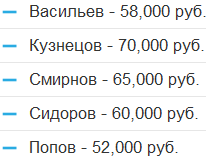 Васильев - 58,000 руб.
Кузнецов - 70,000 руб.
Смирнов - 65,000 руб.
Сидоров - 60,000 руб.
Попов - 52,000 руб.